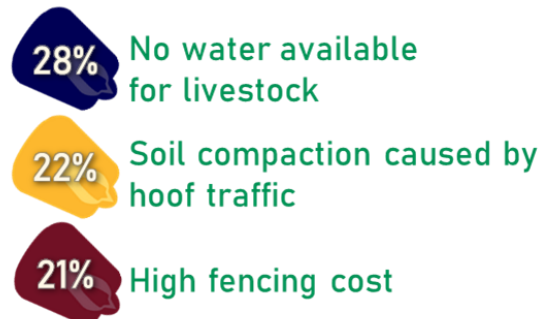 28%
No water available
for livestock
22%
Soil compaction caused by
hoof traffic
21%
High fencing cost